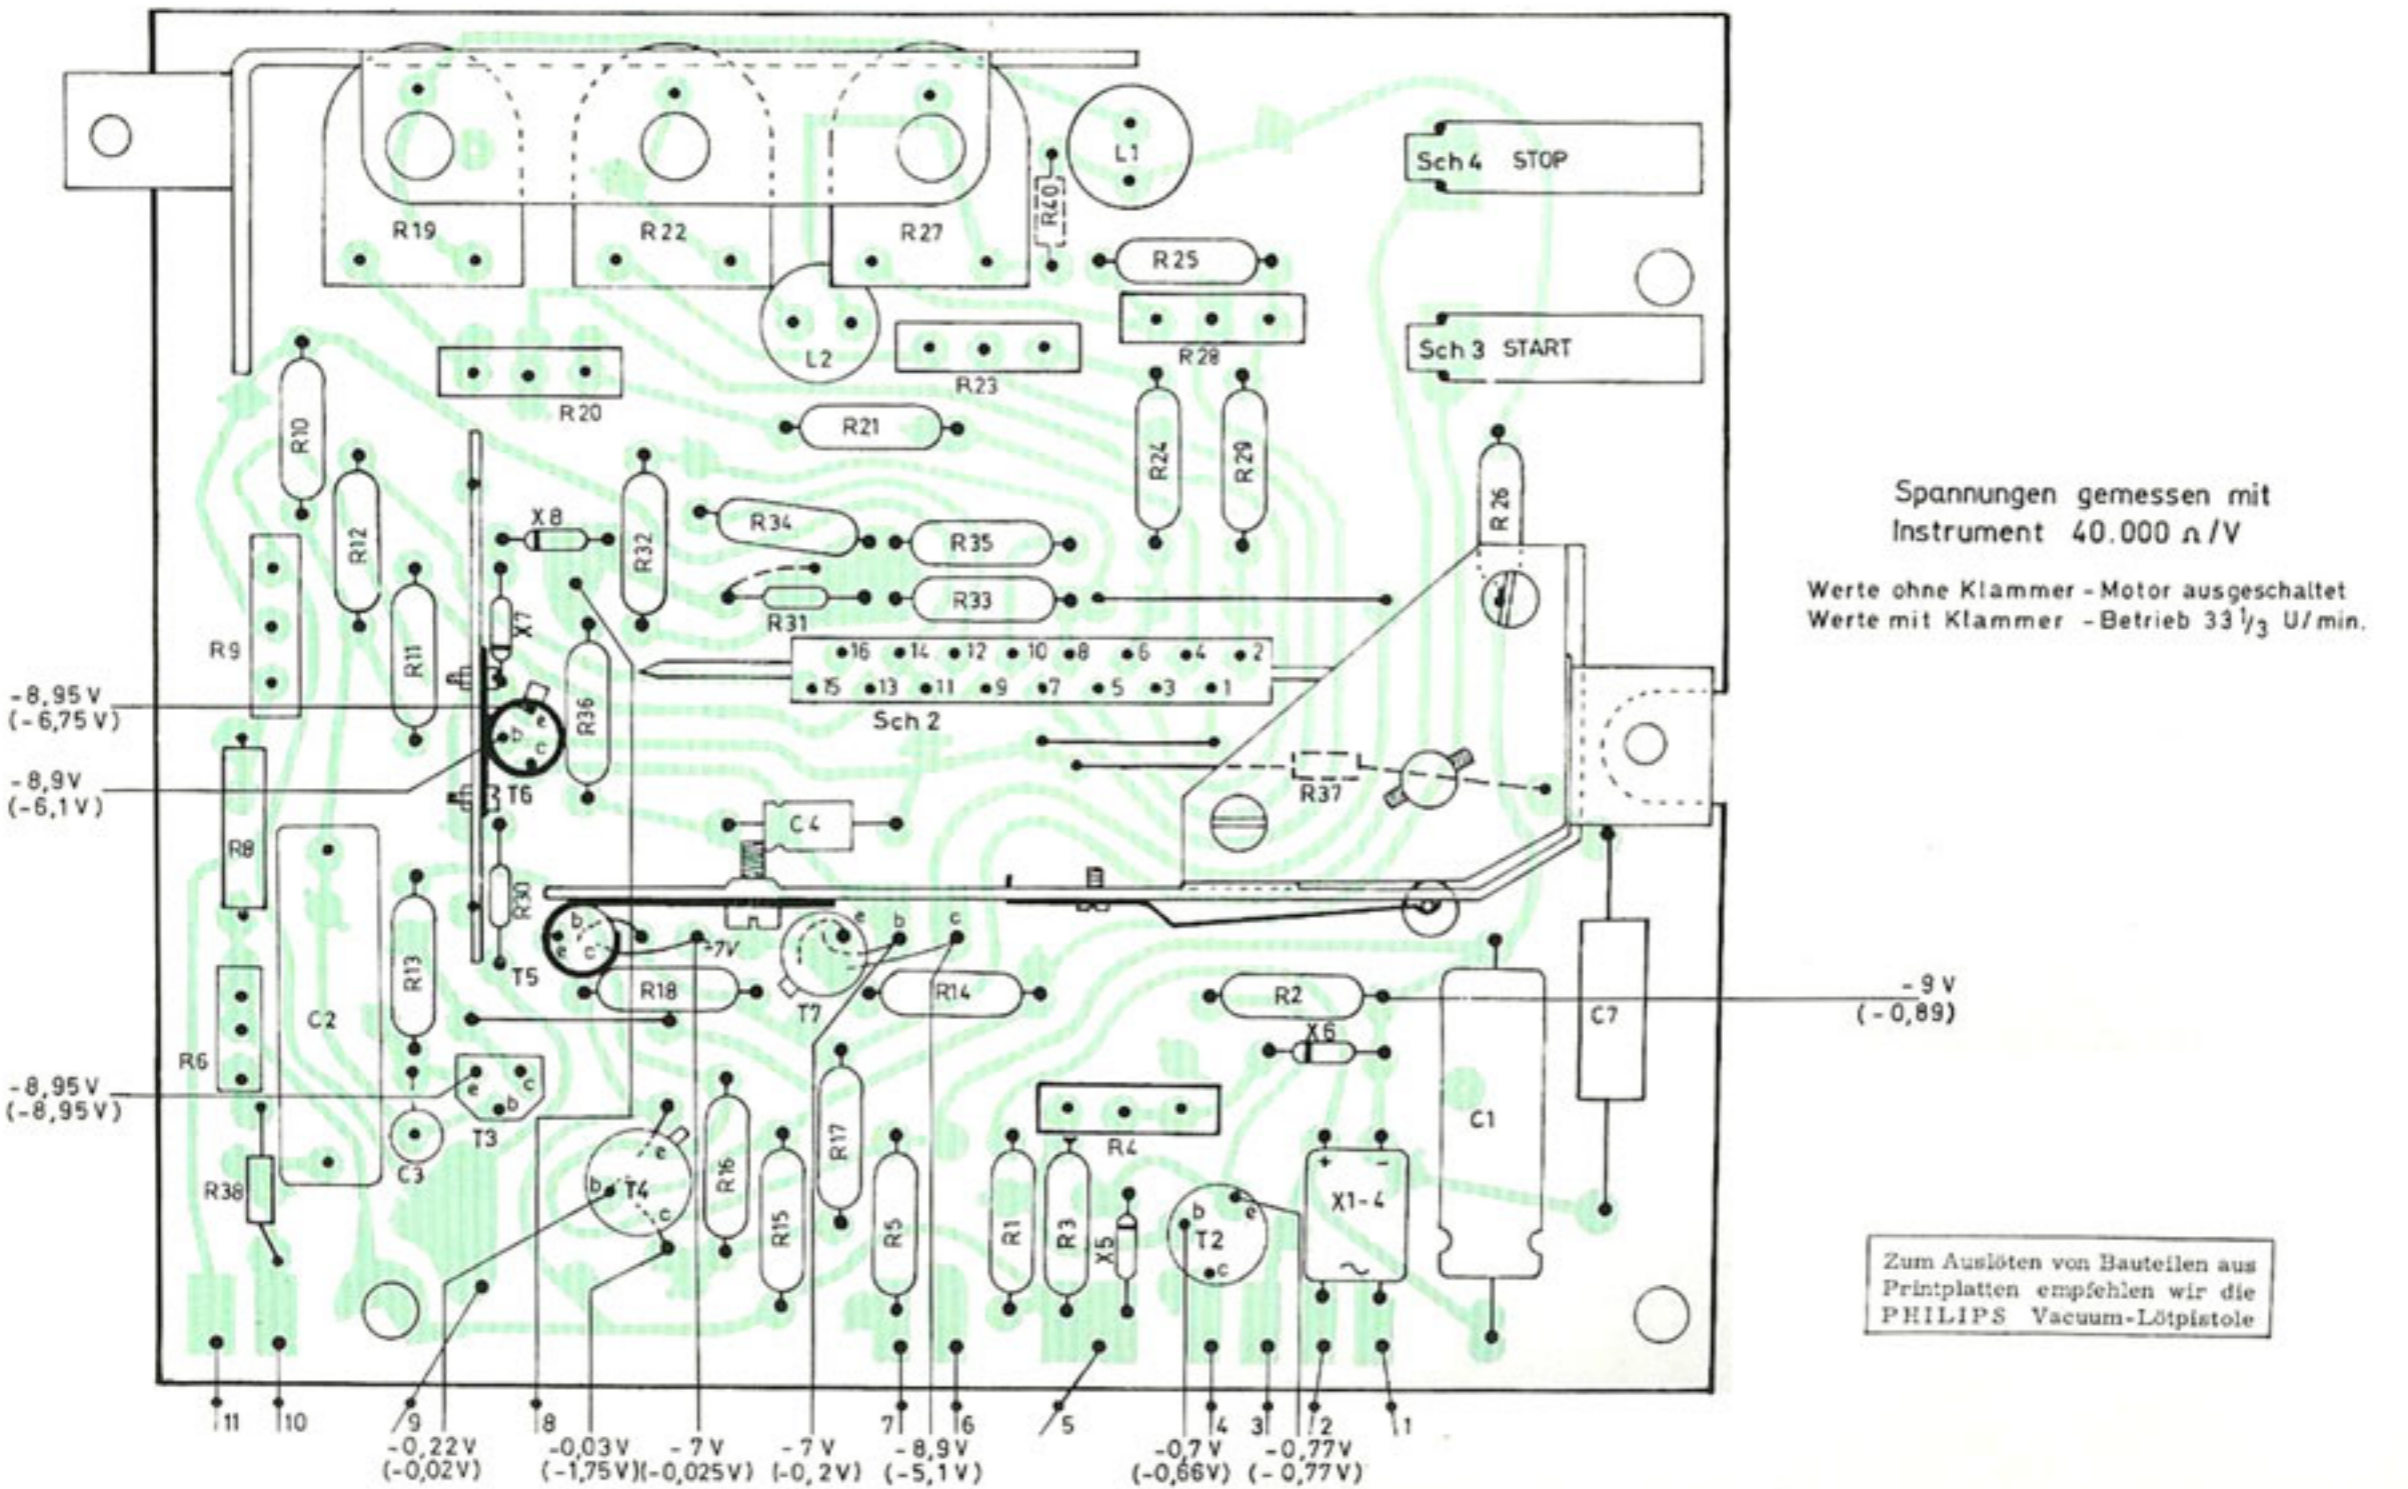 Sch 4 STOP
L1
R40
R19
R22
R27
R25
Sch 3 START
R28
L2
R23
R20
R21
R10
R24
R29
R26
Spannungen gemessen mit
Instrument 40.000 Ω/V
Werte ohne Klammer - Motor ausgeschaltet
Werte mit Klammer - Betrieb 33 1/3 U/min.
R12
X8
R32
R34
R35
R33
R31
X7
R9
R11
R36
16 14 12 10 8 6 4 2
15 13 11 9 7 5 3 1
Sch 2
-8,95 V
(-6,75 V)
e
b
c
T6
-8,9 V
(-6,1 V)
R37
C4
R8
R30
b
e
c
T5
-7V
e
b
c
T7
R13
R18
R14
R2
- 9 V
(-0,89)
C7
C2
X6
R6
-8,95 V
(-8,95 V)
e
c
b
T3
C3
R4
C1
R38
e
b
T4
c
R16
R15
R17
R5
R1
R3
X5
b
e
T2
c
+
-
X1-4
~
Zum Auslöten von Bauteilen aus
Printplatten empfehlen wir die
PHILIPS Vacuum-Lötpistole
11 10 9 8 7 6 5 4 3 2 1
-0,22 V
(-0,02V)
-0,03 V
(-1,75V)
- 7 V
(-0,025V)
- 7 V
(-0,2V)
-8,9 V
(-5,1 V)
-0,7 V
(-0,66V)
-0,77V
(-0,77V)